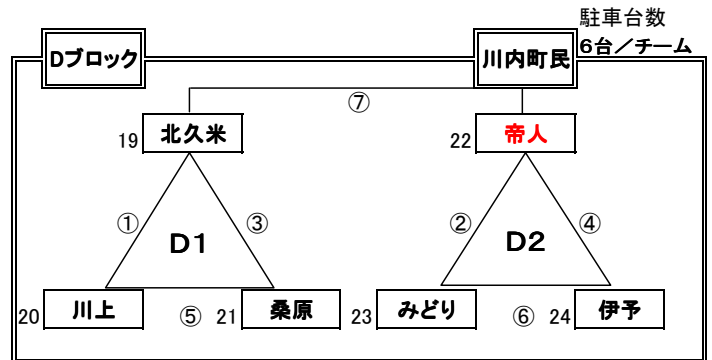 駐車台数
Dブロック
川内町民
6台／チーム
⑦
19 北久米
22 帝人
① ③
② ④
D1
D2
20 川上
⑤
21 桑原
23 みどり
⑥
24 伊予